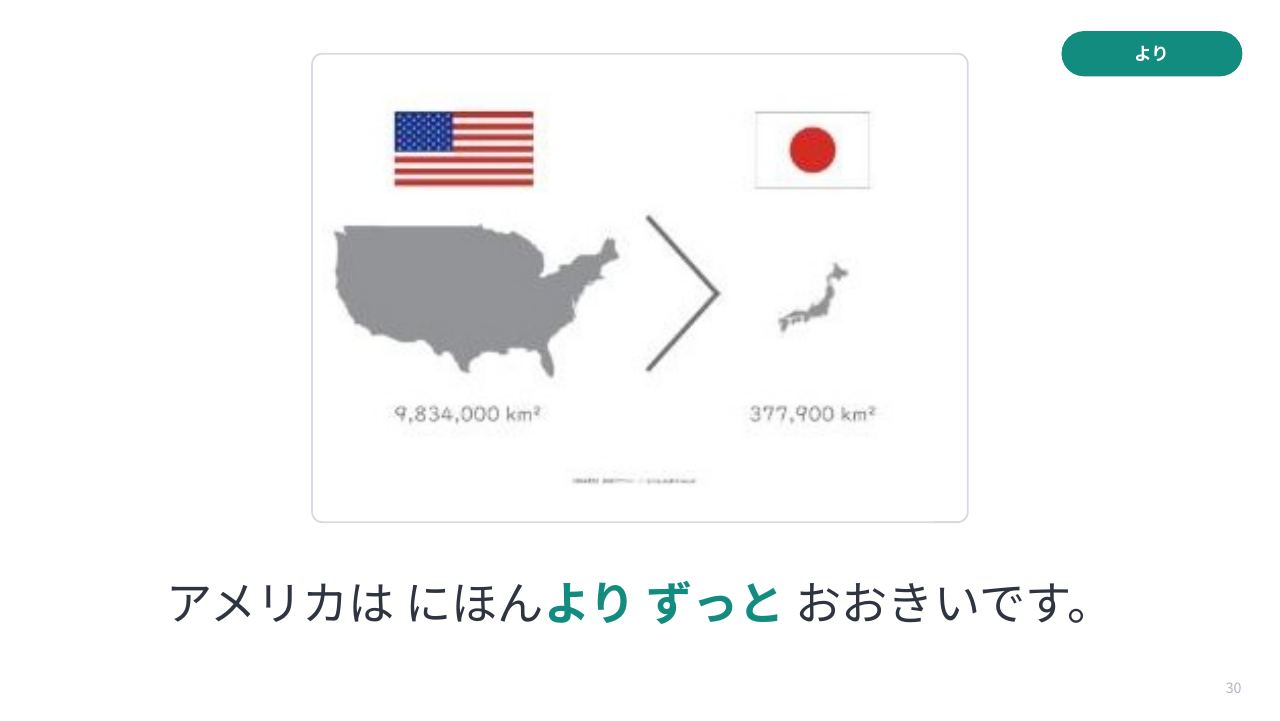 より
9,834,000 km²
377,900 km²
アメリカは にほんより ずっと おおきいです。
30